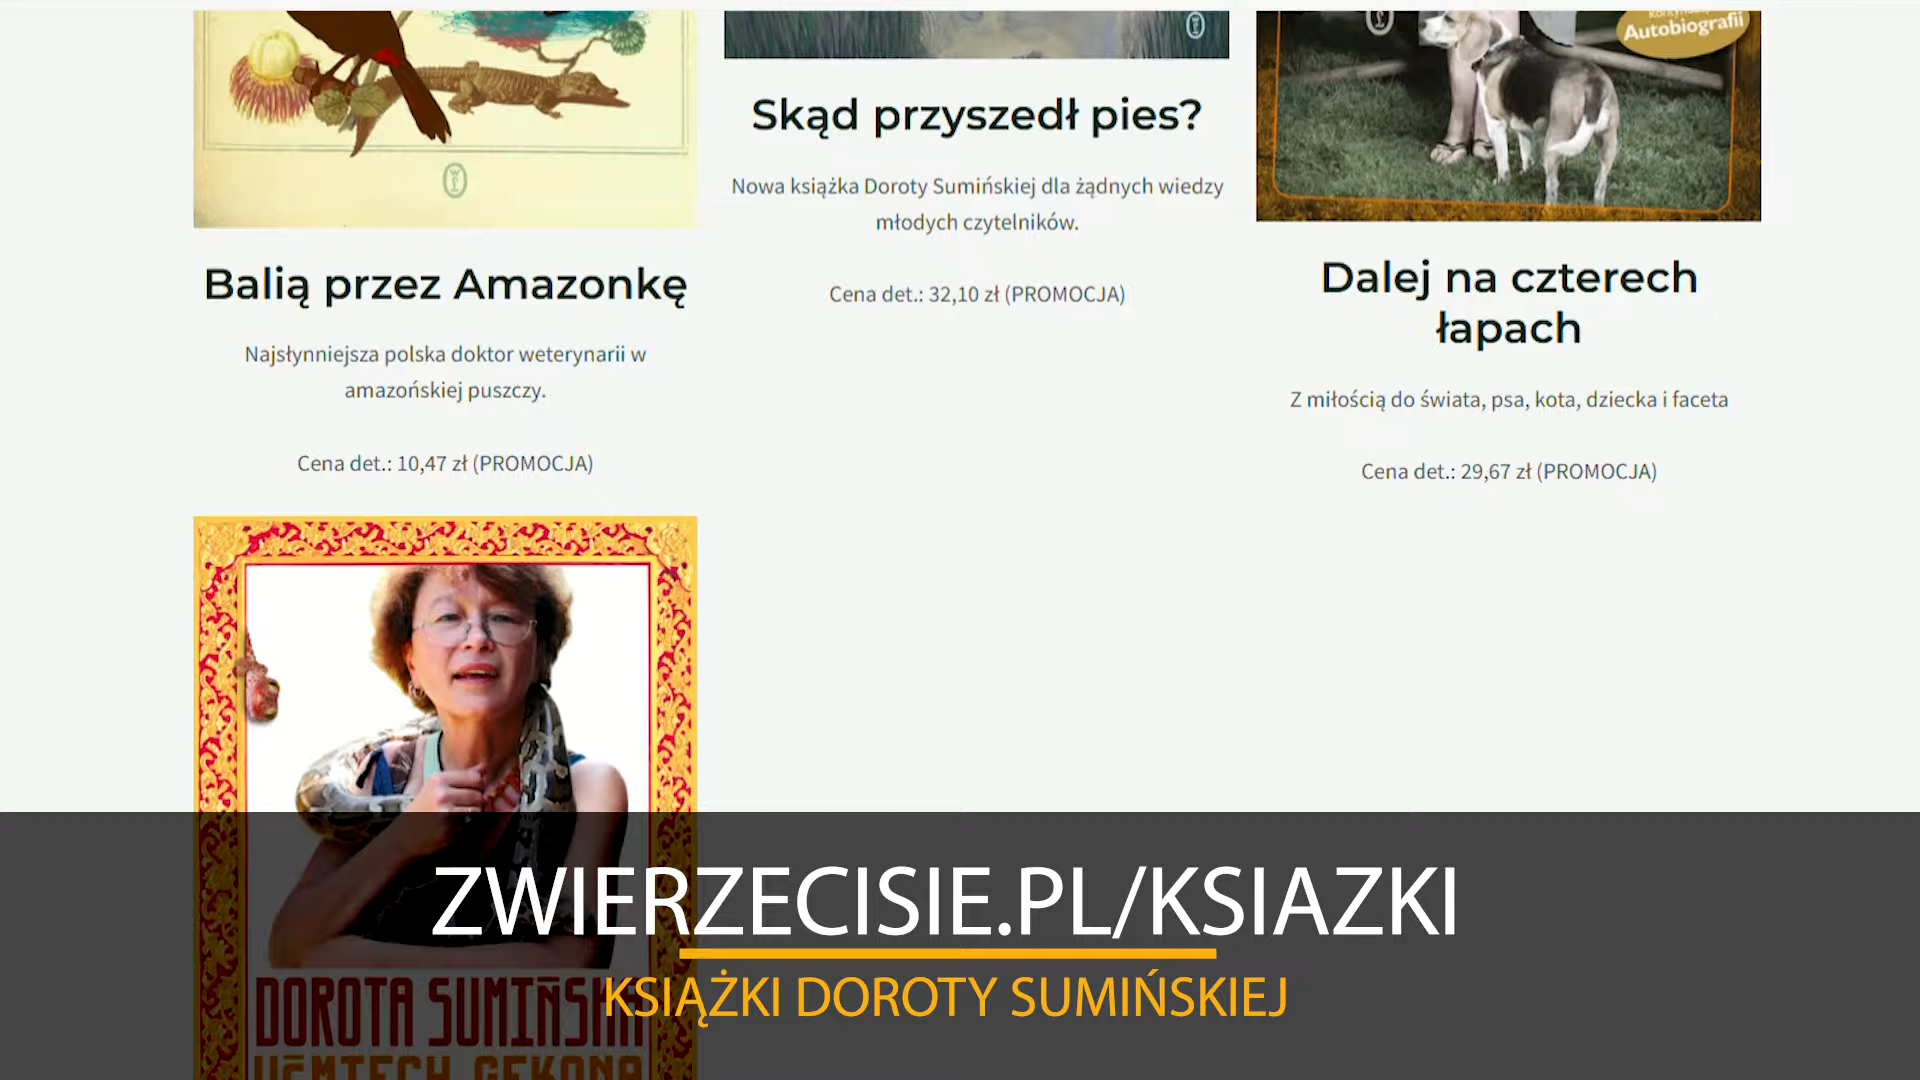 Autobiografii
Skąd przyszedł pies?
Nowa książka Doroty Sumińskiej dla żądnych wiedzy
młodych czytelników.
Cena det.: 32,10 zł (PROMOCJA)
Balią przez Amazonkę
Najsłynniejsza polska doktor weterynarii w
amazońskiej puszczy.
Cena det.: 10,47 zł (PROMOCJA)
Dalej na czterech
łapach
Z miłością do świata, psa, kota, dziecka i faceta
Cena det.: 29,67 zł (PROMOCJA)
ZWIERZECISIE.PL/KSIAZKI
KSIĄŻKI DOROTY SUMIŃSKIEJ
DOROTA SUMIŃSKA